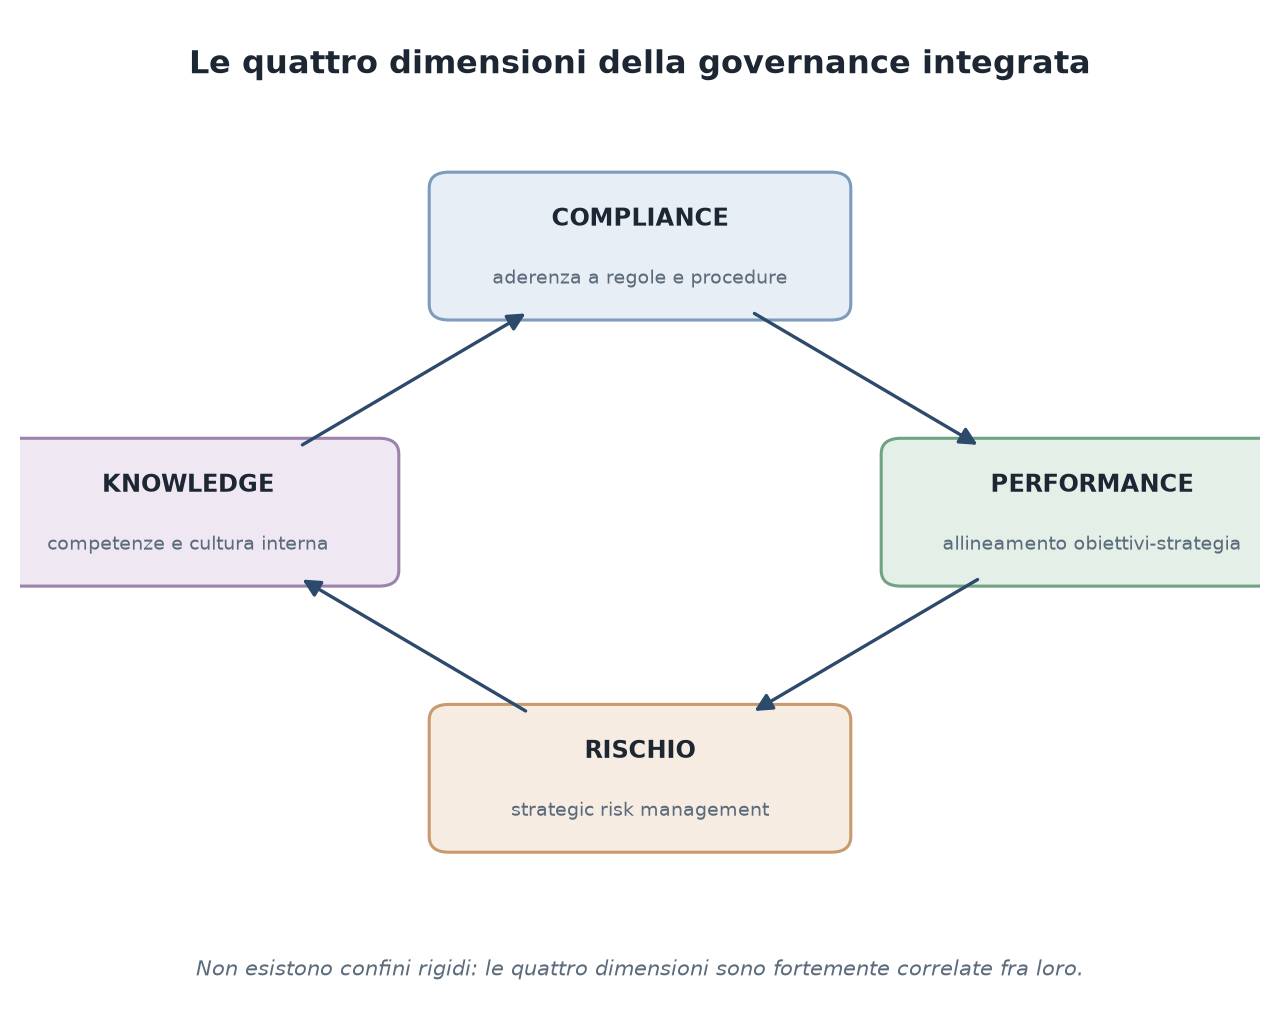 Le quattro dimensioni della governance integrata
COMPLIANCE
aderenza a regole e procedure
KNOWLEDGE
competenze e cultura interna
PERFORMANCE
allineamento obiettivi-strategia
RISCHIO
strategic risk management
Non esistono confini rigidi: le quattro dimensioni sono fortemente correlate fra loro.